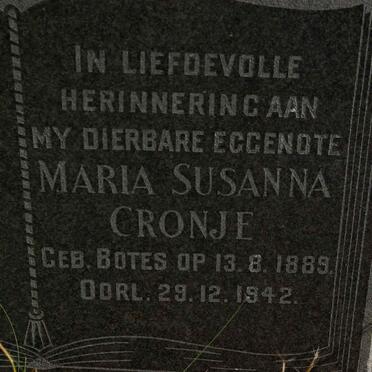 IN LIEFDEVOLLE
HERINNERING AAN
MY DIERBARE EGGENOTE
MARIA SUSANNA
CRONJE
GEB. BOTES OP 13.8.1889.
OORL. 29.12.1942.